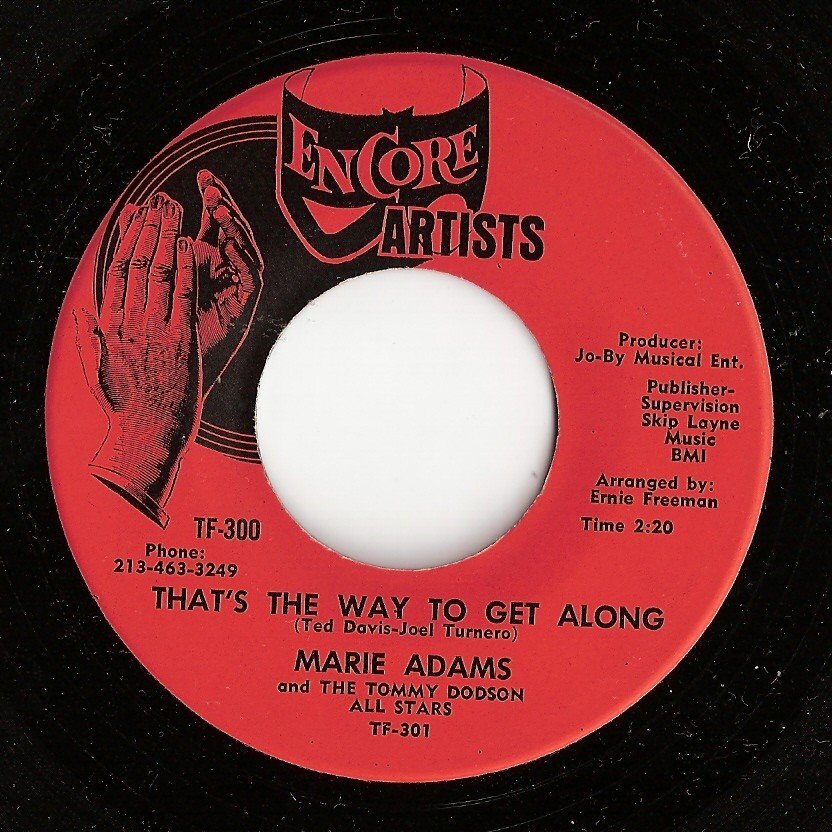 ENCORE
ARTISTS
Producer:
Jo-By Musical Ent.
Publisher-
Supervision
Skip Layne
Music
BMI
Arranged by:
Ernie Freeman
Time 2:20
TF-300
Phone:
213-463-3249
THAT'S THE WAY TO GET ALONG
(Ted Davis-Joel Turnero)
MARIE ADAMS
and THE TOMMY DODSON
ALL STARS
TF-301